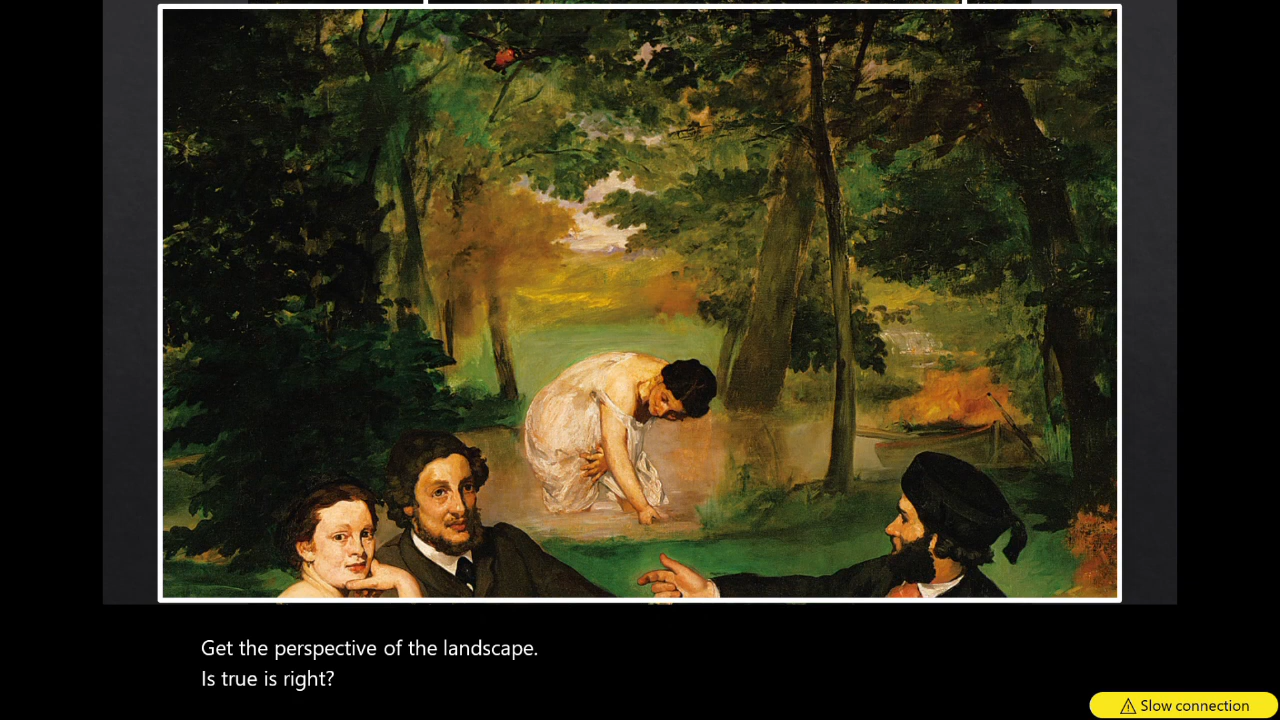 Get the perspective of the landscape.
Is true is right?
Slow connection